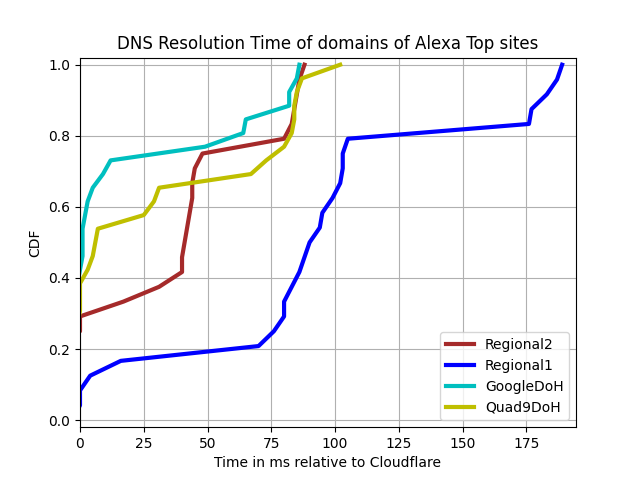 DNS Resolution Time of domains of Alexa Top sites
1.0
0.8
0.6
0.4
0.2
0.0
CDF
0 25 50 75 100 125 150 175
Time in ms relative to Cloudflare
Regional2
Regional1
GoogleDoH
Quad9DoH